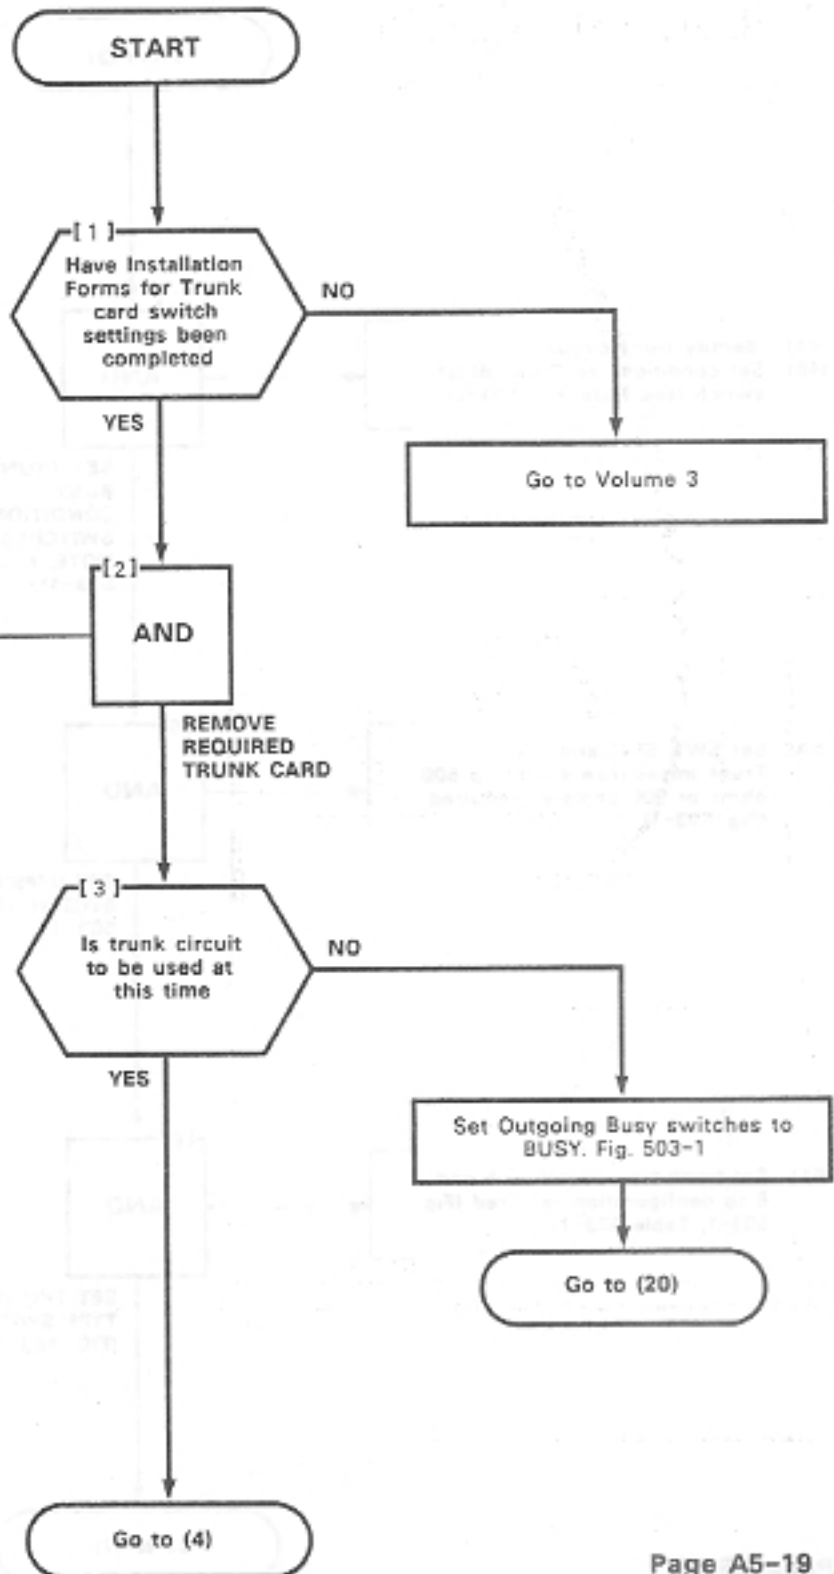 START
[1]
Have Installation
Forms for Trunk
card switch
settings been
completed
NO
YES
Go to Volume 3
[2]
AND
REMOVE
REQUIRED
TRUNK CARD
[3]
Is trunk circuit
to be used at
this time
NO
YES
Set Outgoing Busy switches to
BUSY. Fig. 503-1
Go to (20)
Go to (4)
Page A5-19